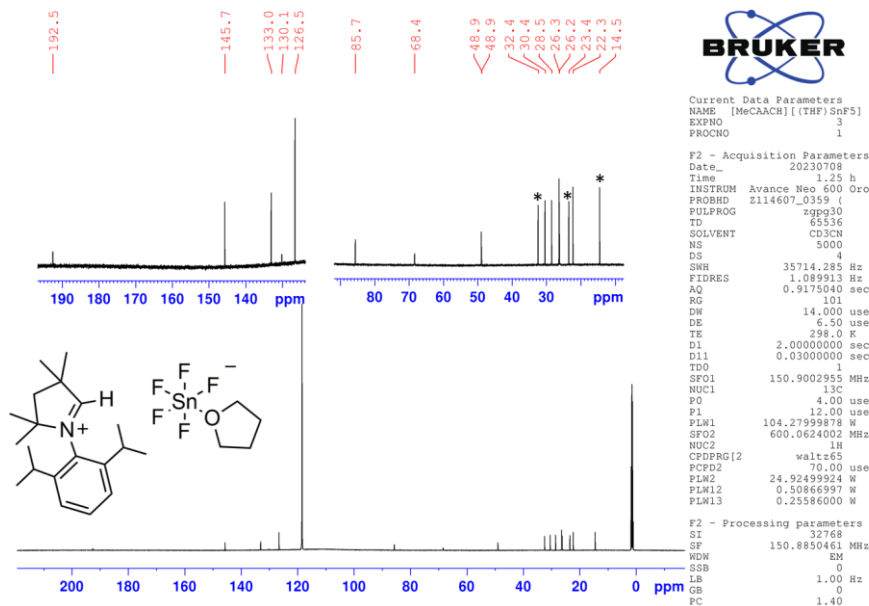 192.5
145.7
133.0
130.1
126.5
85.7
68.4
48.9
48.9
32.4
30.4
28.5
26.3
26.2
23.4
22.3
14.5
BRUKER
Current Data Parameters
NAME [MeCAACH][(THF)SnF5]
EXPNO 3
PROCNO 1
F2 - Acquisition Parameters
Date_ 20230708
Time 1.25 h
INSTRUM Avance Neo 600 Oro
PROBHD Z114607_0359 (
PULPROG zgpg30
TD 65536
SOLVENT CD3CN
NS 5000
DS 4
SWH 35714.285 Hz
FIDRES 1.089913 Hz
AQ 0.9175040 sec
RG 101
DW 14.000 use
DE 6.50 use
TE 298.0 K
D1 2.00000000 sec
D11 0.03000000 sec
TD0 1
SFO1 150.9002955 MHz
NUC1 13C
P0 4.00 use
P1 12.00 use
PLW1 104.27999878 W
SFO2 600.0624002 MHz
NUC2 1H
CPDPRG[2 waltz65
PCPD2 70.00 use
PLW2 24.92499924 W
PLW12 0.50866997 W
PLW13 0.25586000 W
F2 - Processing parameters
SI 32768
SF 150.8850461 MHz
WDW EM
SSB 0
LB 1.00 Hz
GB 0
PC 1.40
* * *
190 180 170 160 150 140 ppm
80 70 60 50 40 30 ppm
H
N
+
F
F
F
F
F
Sn
O
−
200 180 160 140 120 100 80 60 40 20 0 ppm